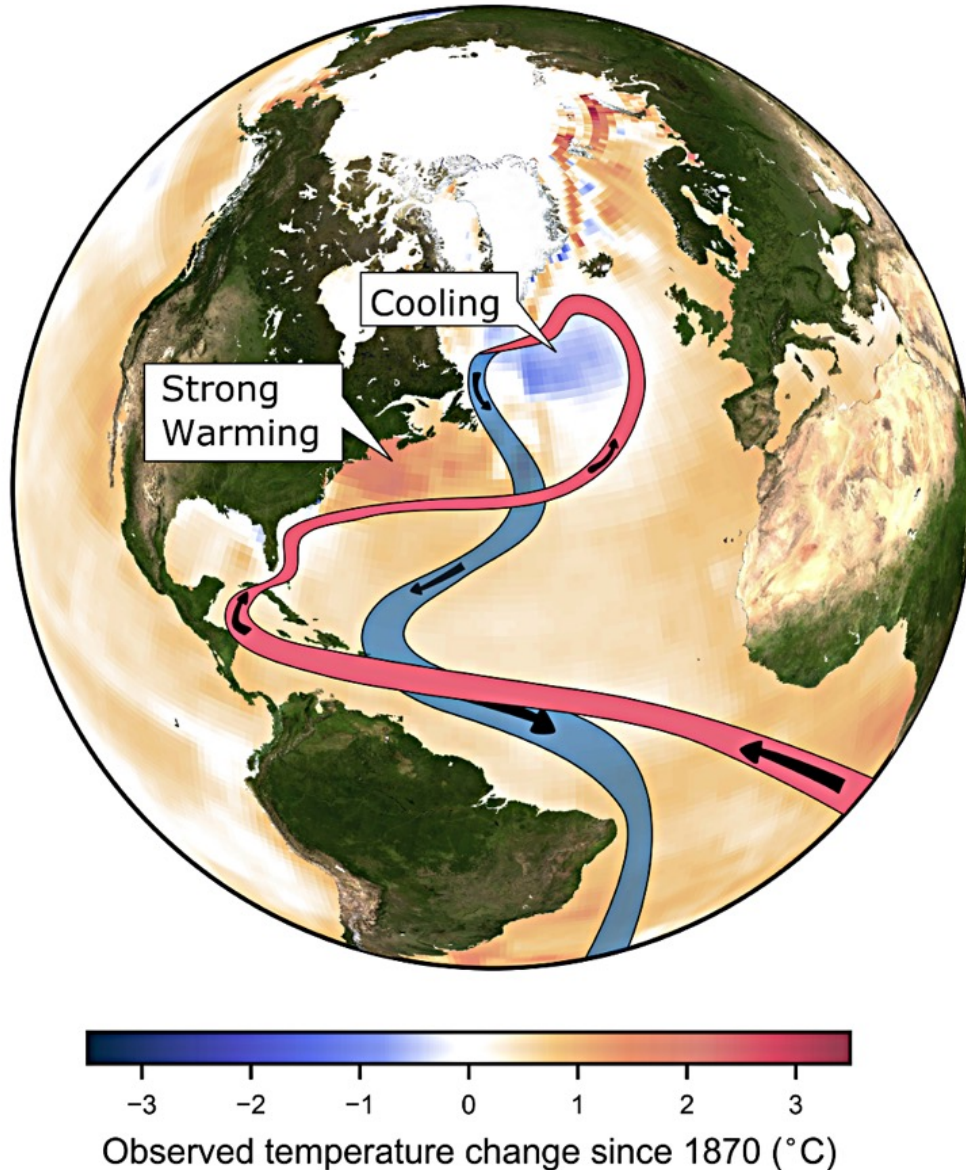 Cooling
Strong
Warming
−3 −2 −1 0 1 2 3
Observed temperature change since 1870 (°C)